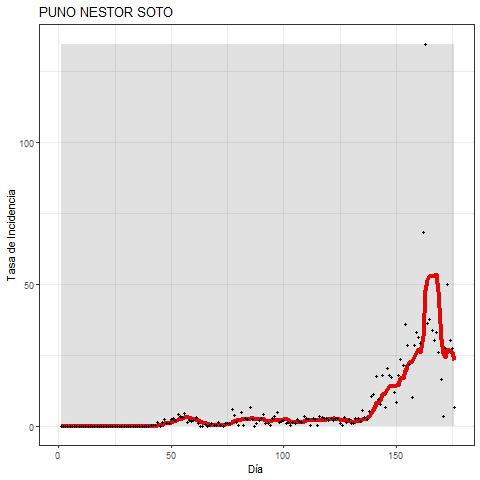 PUNO NESTOR SOTO
Tasa de Incidencia
100
50
0
0 50 100 150
Día